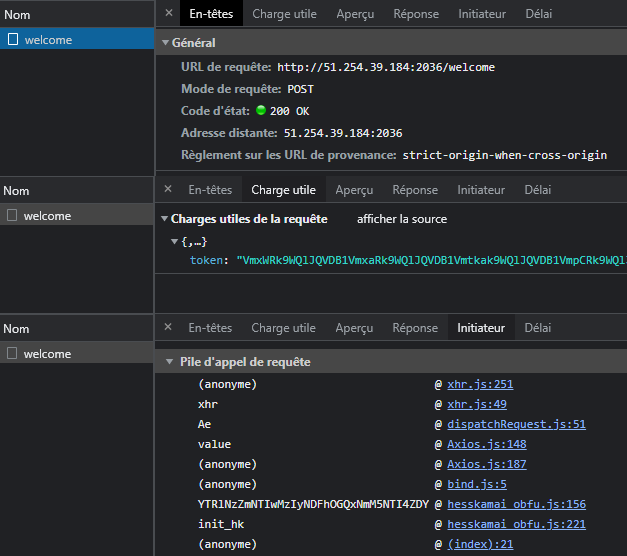 Nom
× En-têtes Charge utile Aperçu Réponse Initiateur Délai
welcome
Général
URL de requête: http://51.254.39.184:2036/welcome
Mode de requête: POST
Code d'état: 200 OK
Adresse distante: 51.254.39.184:2036
Règlement sur les URL de provenance: strict-origin-when-cross-origin
Nom
× En-têtes Charge utile Aperçu Réponse Initiateur Délai
welcome
Charges utiles de la requête afficher la source
{,…}
token: "VmxWRk9WQlJQVDB1VmxaRk9WQlJQVDB1Vmtkak9WQlJQVDB1VmpCRk9WQl
Nom
× En-têtes Charge utile Aperçu Réponse Initiateur Délai
welcome
Pile d'appel de requête
(anonyme) @ xhr.js:251
xhr @ xhr.js:49
Ae @ dispatchRequest.js:51
value @ Axios.js:148
(anonyme) @ Axios.js:187
(anonyme) @ bind.js:5
YTRlNzZmNTIwMzIyNDFhOGQxNmM5NTI4ZDY @ hesskamai obfu.js:156
init_hk @ hesskamai obfu.js:221
(anonyme) @ (index):21